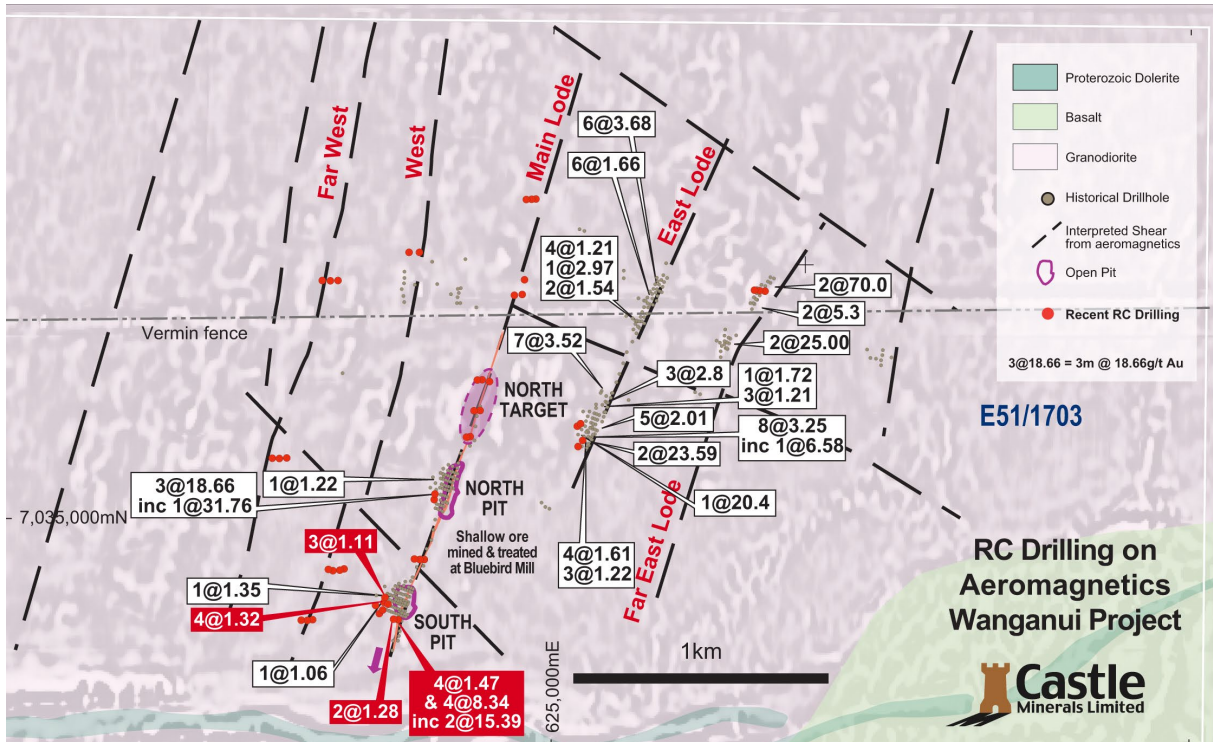 Proterozoic Dolerite
Basalt
Granodiorite
Historical Drillhole
Interpreted Shear
from aeromagnetics
Open Pit
Recent RC Drilling
3@18.66 = 3m @ 18.66g/t Au
Far West
West
Main Lode
East Lode
Far East Lode
6@3.68
6@1.66
4@1.21
1@2.97
2@1.54
2@70.0
2@5.3
2@25.00
Vermin fence
7@3.52
3@2.8
1@1.72
3@1.21
5@2.01
8@3.25
inc 1@6.58
2@23.59
1@20.4
4@1.61
3@1.22
E51/1703
NORTH
TARGET
NORTH
PIT
3@18.66
inc 1@31.76
1@1.22
7,035,000mN
Shallow ore
mined & treated
at Bluebird Mill
3@1.11
1@1.35
4@1.32
SOUTH
PIT
1@1.06
2@1.28
4@1.47
& 4@8.34
inc 2@15.39
625,000mE
1km
RC Drilling on
Aeromagnetics
Wanganui Project
Castle
Minerals Limited